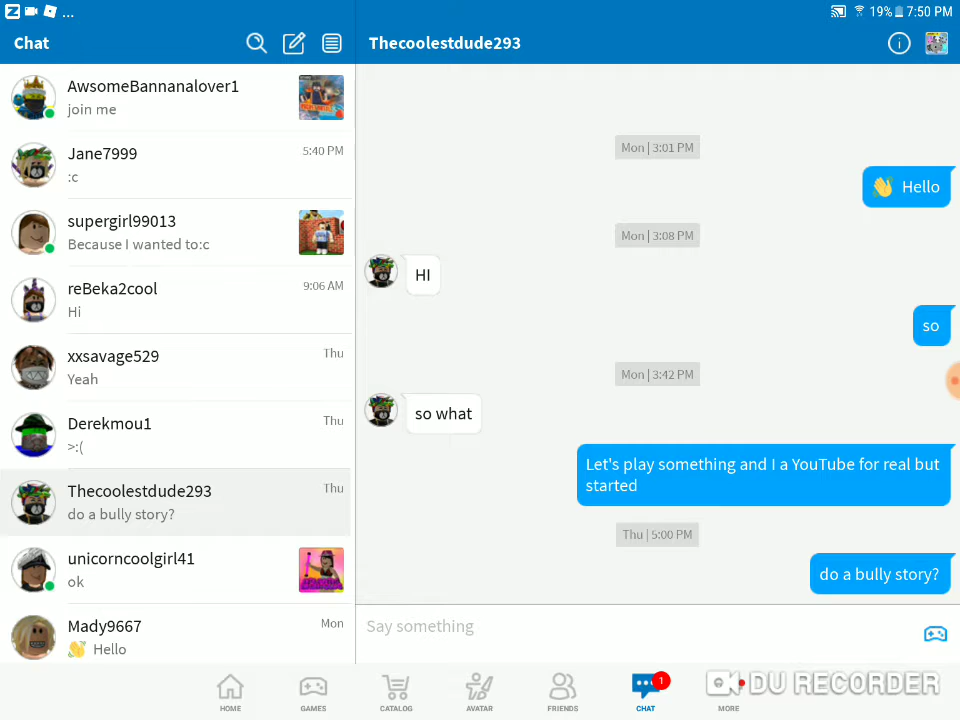 Z
...
19% 7:50 PM
Chat
Thecoolestdude293
AwsomeBannanalover1
join me
Jane7999
5:40 PM
:c
supergirl99013
Because I wanted to:c
reBeka2cool
9:06 AM
Hi
xxsavage529
Thu
Yeah
Derekmou1
Thu
>:(
Thecoolestdude293
Thu
do a bully story?
unicorncoolgirl41
ok
Mady9667
Mon
👋 Hello
Mon | 3:01 PM
👋 Hello
Mon | 3:08 PM
HI
so
Mon | 3:42 PM
so what
Let's play something and I a YouTube for real but
started
Thu | 5:00 PM
do a bully story?
Say something
HOME
GAMES
CATALOG
AVATAR
FRIENDS
1
CHAT
MORE
DU RECORDER